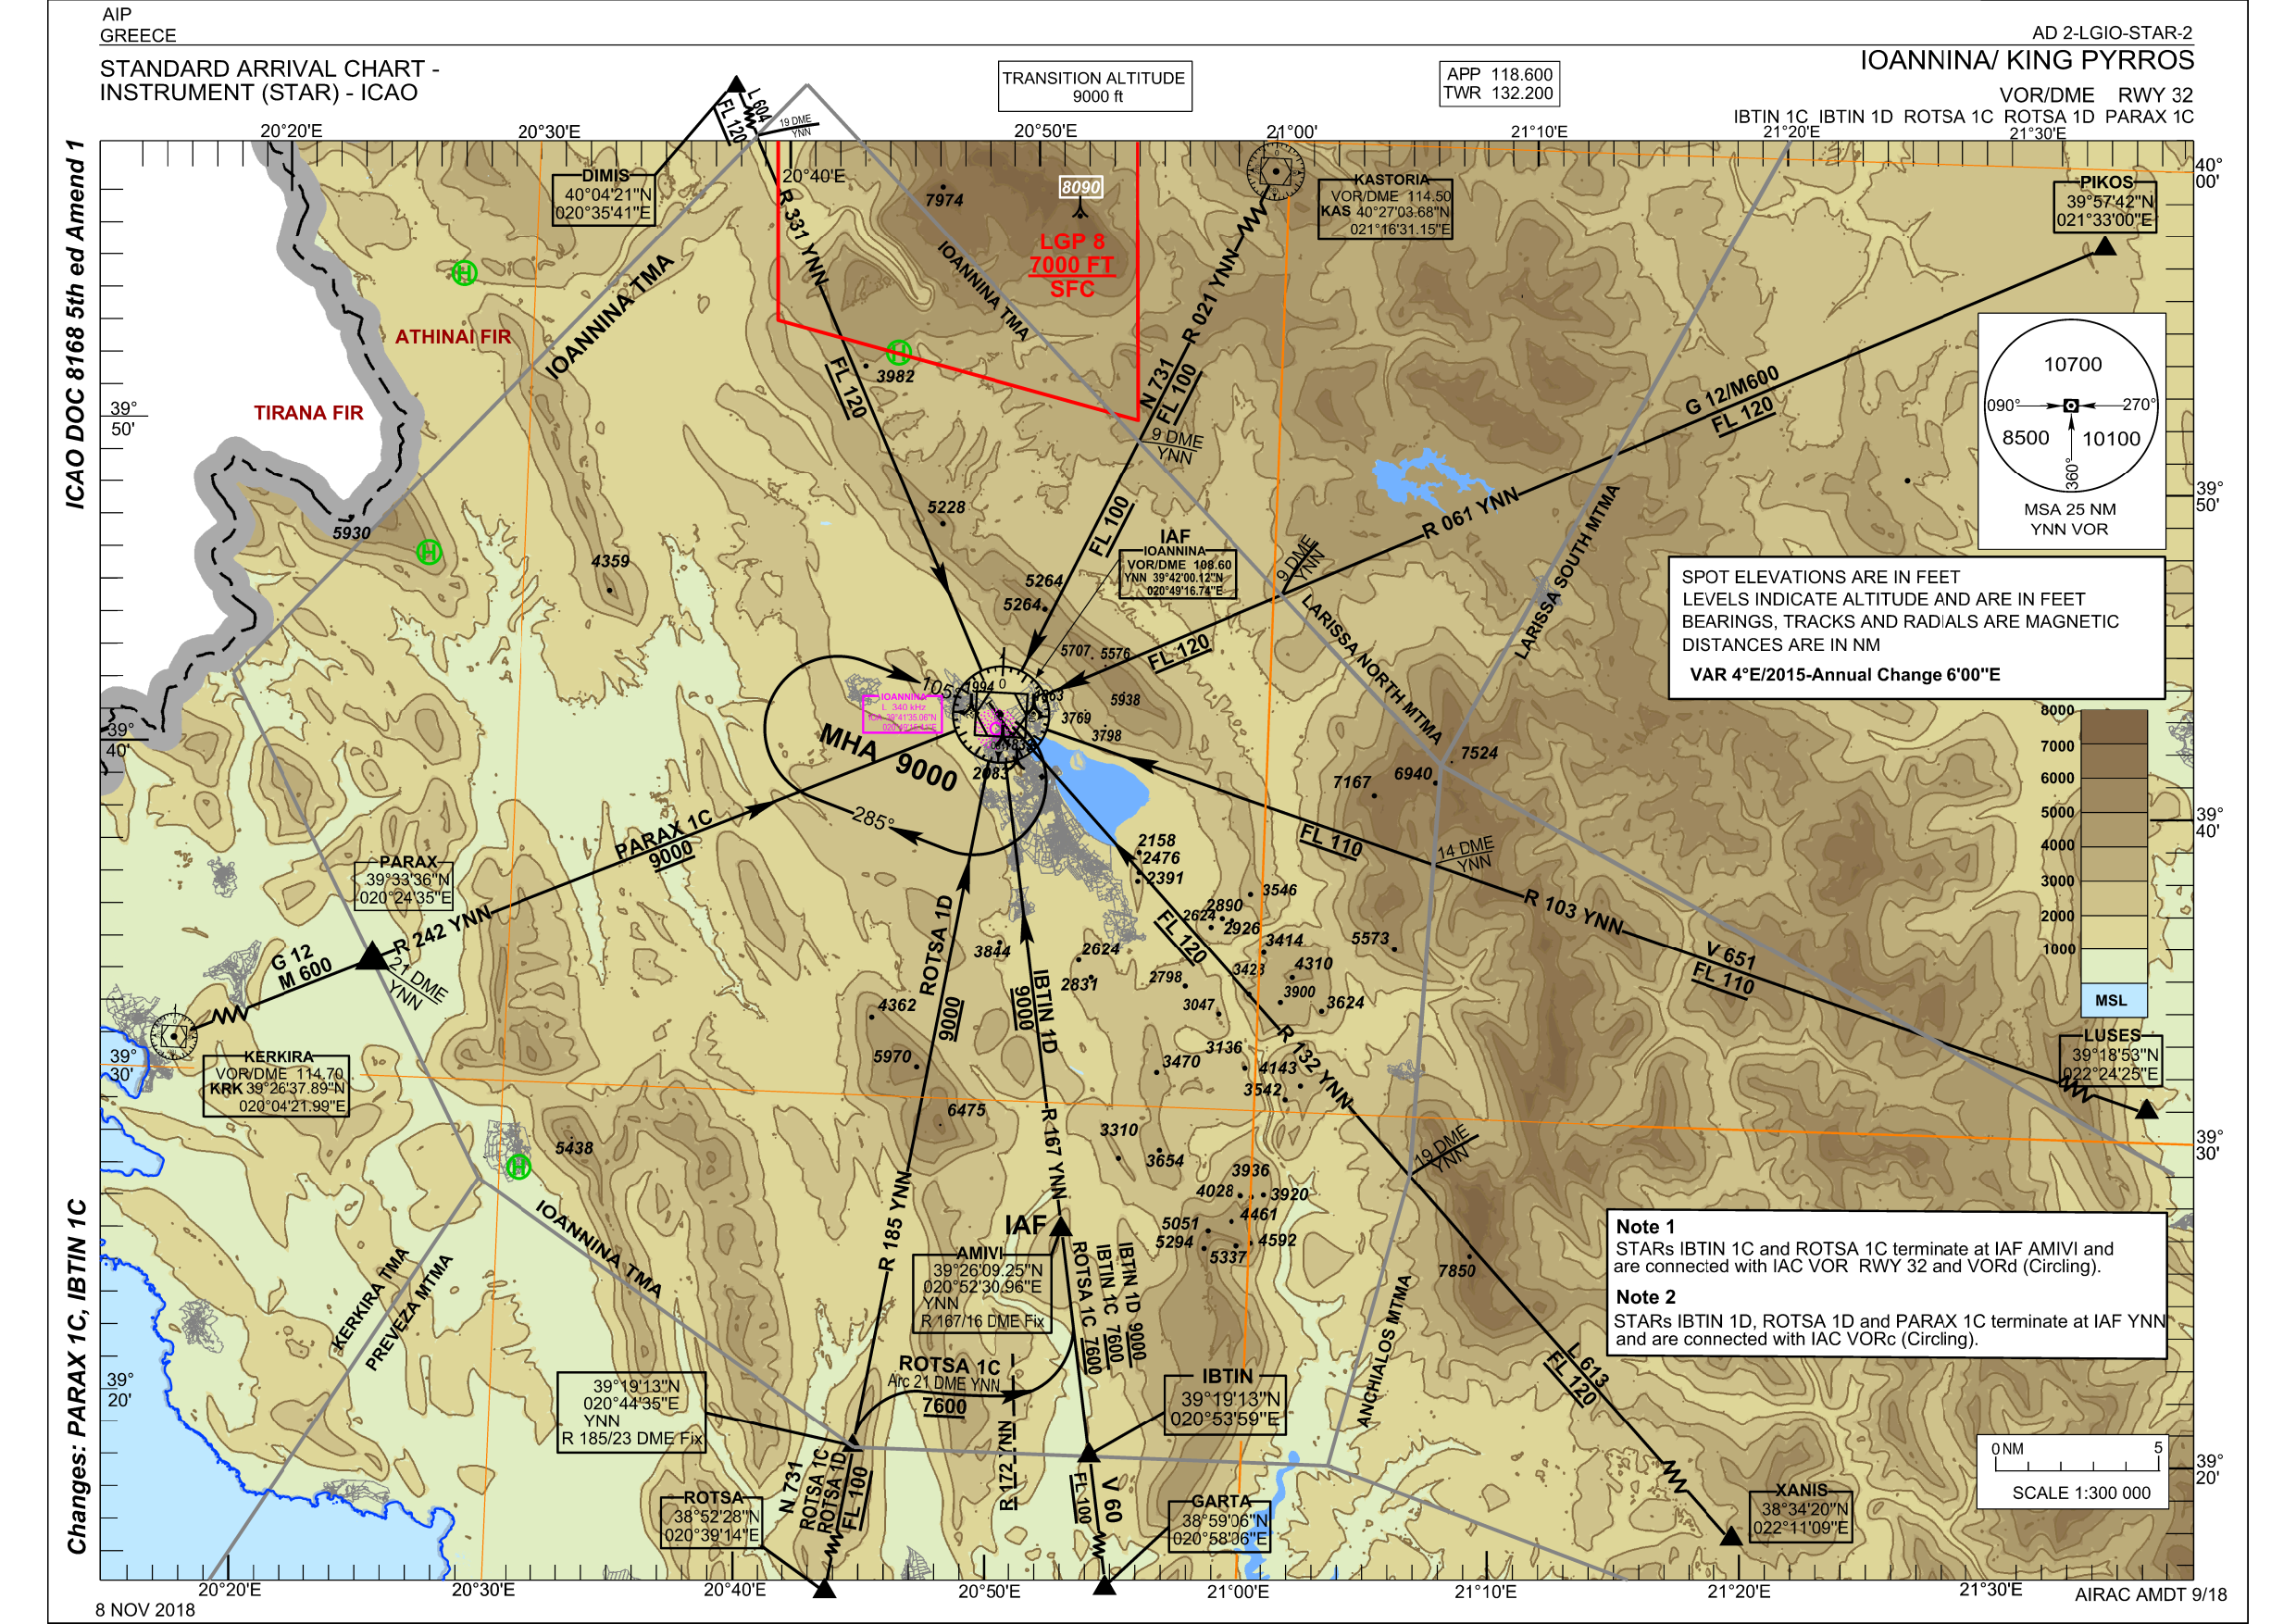 AIP
GREECE
AD 2-LGIO-STAR-2
IOANNINA/ KING PYRROS
STANDARD ARRIVAL CHART -
INSTRUMENT (STAR) - ICAO
TRANSITION ALTITUDE
9000 ft
APP 118.600
TWR 132.200
VOR/DME RWY 32
IBTIN 1C IBTIN 1D ROTSA 1C ROTSA 1D PARAX 1C
ICAO DOC 8168 5th ed Amend 1
Changes: PARAX 1C, IBTIN 1C
20°20'E
20°30'E
20°40'E
20°50'E
21°00'
21°10'E
21°20'E
21°30'E
40°
00'
L 604
FL 120
19 DME
YNN
DIMIS
40°04'21"N
020°35'41"E
R 331 YNN
7974
8090
LGP 8
7000 FT
SFC
IOANNINA TMA
IOANNINA TMA
KASTORIA
VOR/DME 114.50
KAS 40°27'03.68"N
021°16'31.15"E
PIKOS
39°57'42"N
021°33'00"E
R 021 YNN
N 731
FL 100
ATHINAI FIR
TIRANA FIR
FL 120
3982
9 DME
YNN
G 12/M600
FL 120
10700
090°
270°
8500
10100
360°
MSA 25 NM
YNN VOR
39°
50'
39°
50'
5930
4359
5228
5264
5264
FL 100
IAF
IOANNINA
VOR/DME 108.60
YNN 39°42'00.12"N
020°49'16.74"E
9 DME
YNN
R 061 YNN
LARISSA SOUTH MTMA
LARISSA NORTH MTMA
SPOT ELEVATIONS ARE IN FEET
LEVELS INDICATE ALTITUDE AND ARE IN FEET
BEARINGS, TRACKS AND RADIALS ARE MAGNETIC
DISTANCES ARE IN NM
VAR 4°E/2015-Annual Change 6'00"E
5707
5576
FL 120
5938
3769
3798
105°
1994
IOANNINA
L 340 kHz
MHA 9000
2083
285°
39°
40'
39°
40'
8000
7000
6000
5000
4000
3000
2000
1000
MSL
7524
6940
7167
FL 110
14 DME
YNN
R 103 YNN
V 651
FL 110
LUSES
39°18'53"N
022°24'25"E
PARAX 1C
9000
PARAX
39°33'36"N
020°24'35"E
R 242 YNN
21 DME
YNN
G 12
M 600
KERKIRA
VOR/DME 114.70
KRK 39°26'37.89"N
020°04'21.99"E
39°
30'
39°
30'
2158
2476
2391
3546
2890
2624
2926
3414
5573
4310
3900
3624
FL 120
3844
2624
2831
2798
3047
ROTSA 1D
9000
IBTIN 1D
9000
4362
5970
6475
5438
3136
3470
4143
3542
R 132 YNN
3310
3654
19 DME
YNN
3936
4028
3920
4461
5051
5294
4592
5337
7850
R 167 YNN
R 185 YNN
IAF
AMIVI
39°26'09.25"N
020°52'30.96"E
YNN
R 167/16 DME Fix
ROTSA 1C 7600
IBTIN 1C 7600
IBTIN 1D 9000
IOANNINA TMA
KERKIRA TMA
PREVEZA MTMA
ANCHIALOS MTMA
Note 1
STARs IBTIN 1C and ROTSA 1C terminate at IAF AMIVI and
are connected with IAC VOR RWY 32 and VORd (Circling).
Note 2
STARs IBTIN 1D, ROTSA 1D and PARAX 1C terminate at IAF YNN
and are connected with IAC VORc (Circling).
ROTSA 1C
Arc 21 DME YNN
7600
39°19'13"N
020°44'35"E
YNN
R 185/23 DME Fix
IBTIN
39°19'13"N
020°53'59"E
L 613
FL 120
39°
20'
39°
20'
N 731
ROTSA 1C
ROTSA 1D
FL 100
R 172 YNN
FL 100
V 60
ROTSA
38°52'28"N
020°39'14"E
GARTA
38°59'06"N
020°58'06"E
XANIS
38°34'20"N
022°11'09"E
0 NM
5
SCALE 1:300 000
20°20'E
20°30'E
20°40'E
20°50'E
21°00'E
21°10'E
21°20'E
21°30'E
8 NOV 2018
AIRAC AMDT 9/18